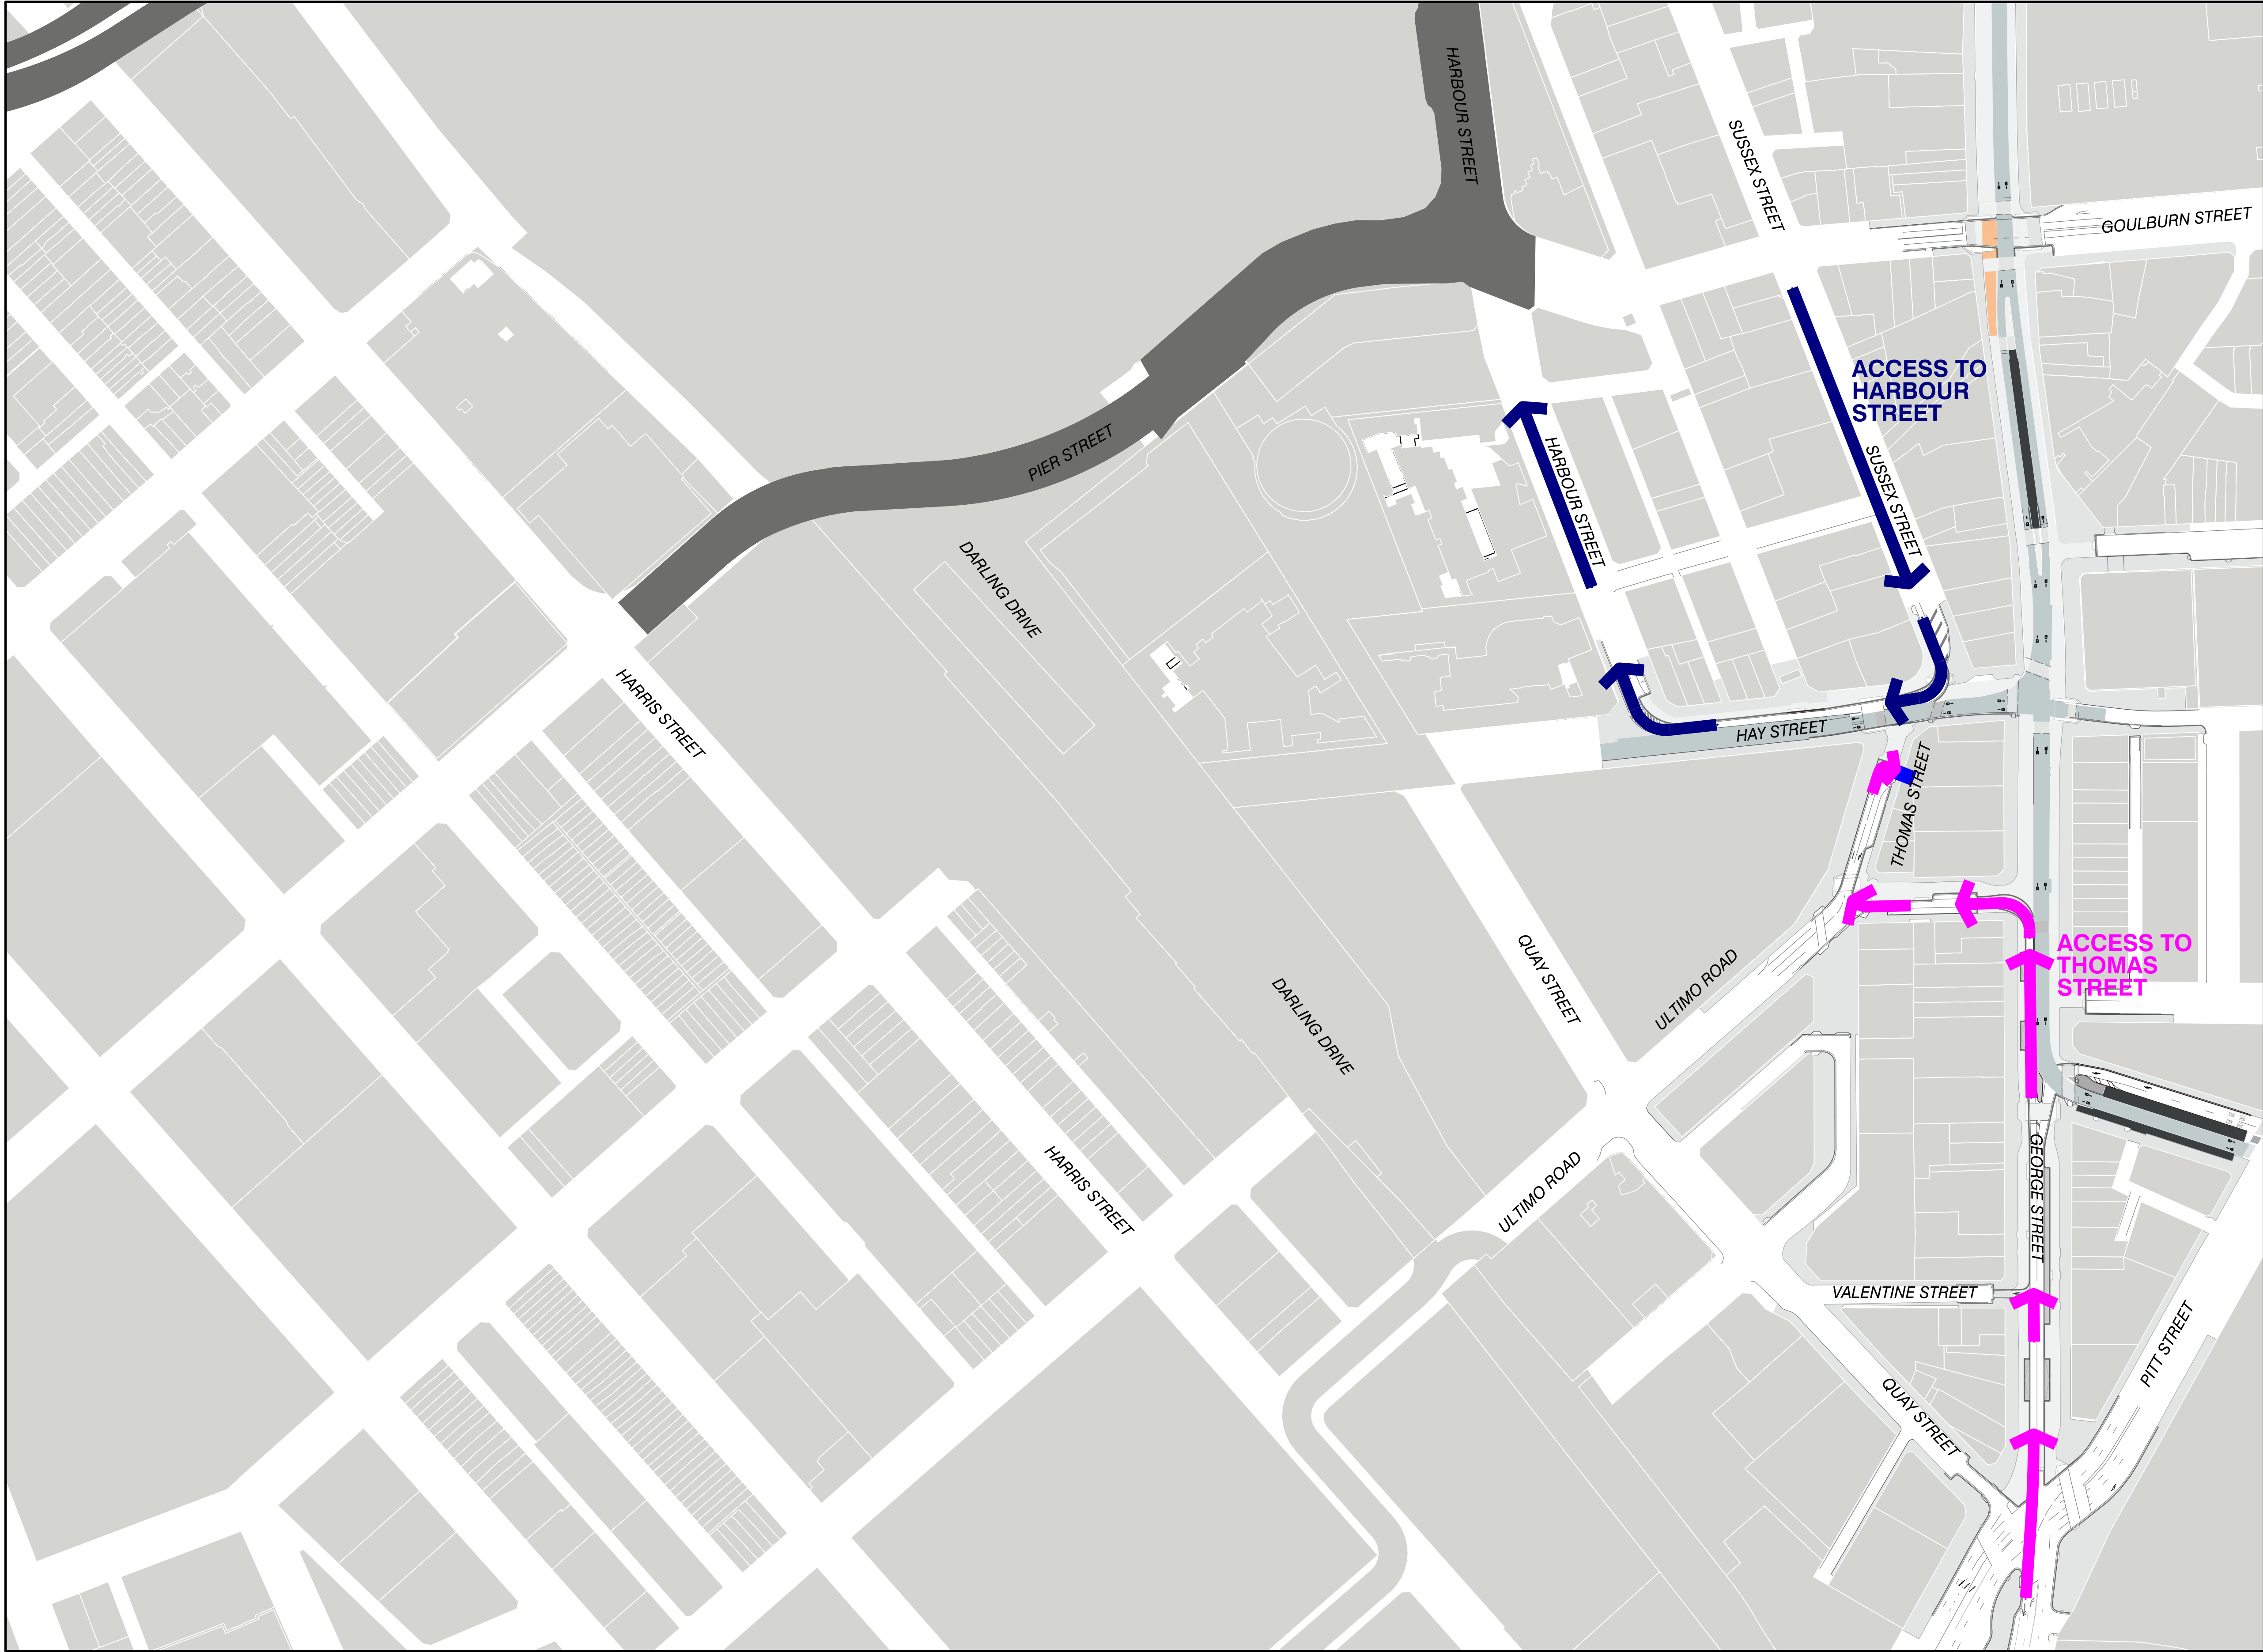 HARBOUR STREET
SUSSEX STREET
GOULBURN STREET
ACCESS TO
HARBOUR
STREET
PIER STREET
HARBOUR STREET
SUSSEX STREET
DARLING DRIVE
HARRIS STREET
HAY STREET
THOMAS STREET
ACCESS TO
THOMAS
STREET
QUAY STREET
ULTIMO ROAD
DARLING DRIVE
HARRIS STREET
ULTIMO ROAD
GEORGE STREET
VALENTINE STREET
PITT STREET
QUAY STREET